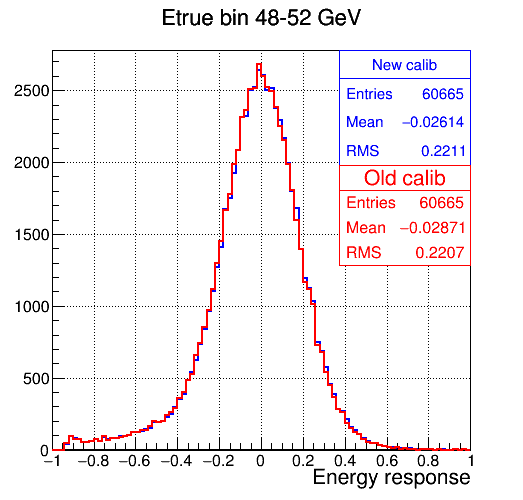 Etrue bin 48-52 GeV
New calib
Entries 60665
Mean −0.02614
RMS 0.2211
Old calib
Entries 60665
Mean −0.02871
RMS 0.2207
2500
2000
1500
1000
500
0
−1 −0.8 −0.6 −0.4 −0.2 0 0.2 0.4 0.6 0.8 1
Energy response